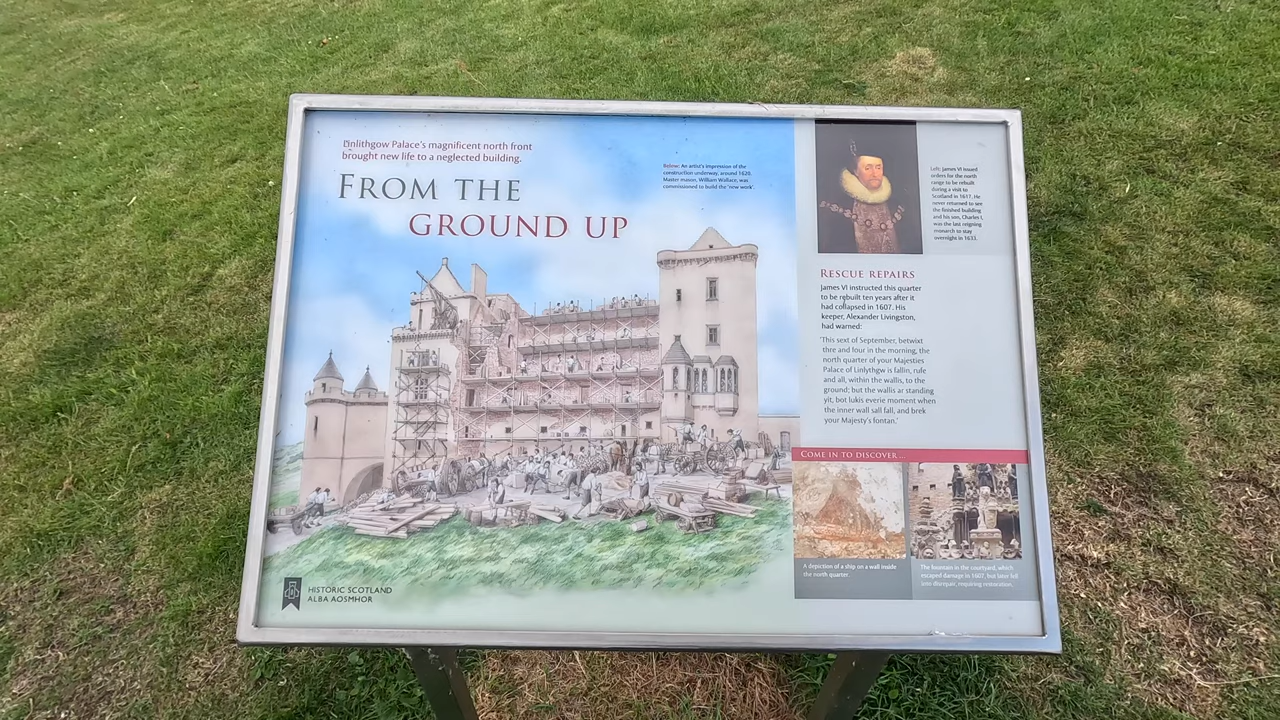 Linlithgow Palace's magnificent north front
brought new life to a neglected building.
FROM THE
GROUND UP
Below: An artist's impression of the
construction underway, around 1620.
Master mason, William Wallace, was
commissioned to build the 'new work'.
Left: James VI issued
orders for the north
range to be rebuilt
during a visit to
Scotland in 1617. He
never returned to see
the finished building
and his son, Charles I,
was the last reigning
monarch to stay
overnight in 1633.
RESCUE REPAIRS
James VI instructed this quarter
to be rebuilt ten years after it
had collapsed in 1607. His
keeper, Alexander Livingston,
had warned:
'This sext of September, betwixt
thre and four in the morning, the
north quarter of your Majesties
Palace of Linlythgw is fallin, rufe
and all, within the wallis, to the
ground; but the wallis ar standing
yit, bot lukis everie moment when
the inner wall sall fall, and brek
your Majesty's fontan.'
COME IN TO DISCOVER...
A depiction of a ship on a wall inside
the north quarter.
The fountain in the courtyard, which
escaped damage in 1607, but later fell
into disrepair, requiring restoration.
HISTORIC SCOTLAND
ALBA AOSMHOR